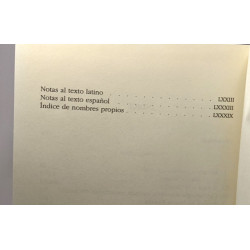 Notas al texto latino . . . . . . . . . . . . LXXIII
Notas al texto español . . . . . . . . . . . LXXXIII
Índice de nombres propios . . . . . . . . . . LXXXIX